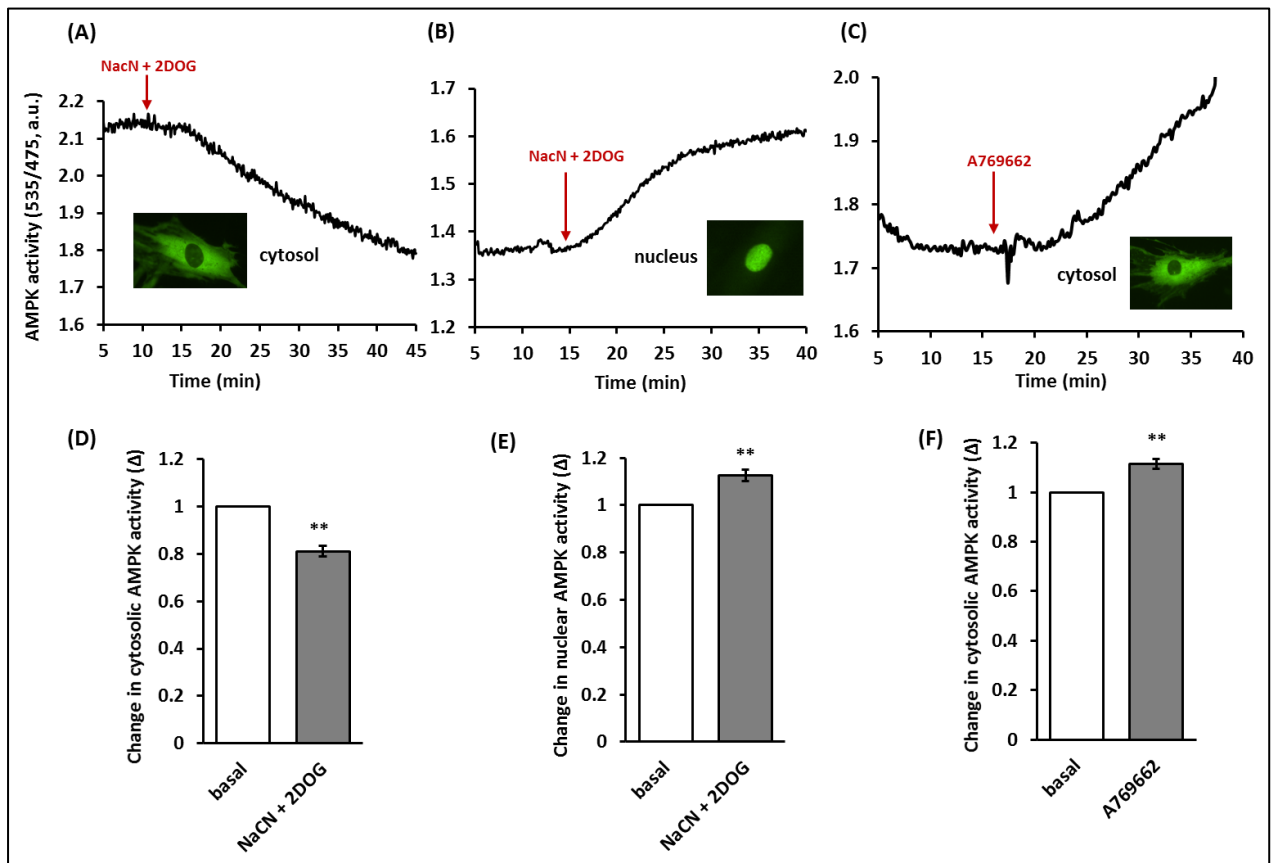 (A)
NacN + 2DOG
AMPK activity (535/475, a.u.)
2.2
2.1
2.0
1.9
1.8
1.7
1.6
cytosol
5 10 15 20 25 30 35 40 45
Time (min)
(B)
1.7
1.6
1.5
1.4
1.3
1.2
NacN + 2DOG
nucleus
5 10 15 20 25 30 35 40
Time (min)
(C)
2.0
1.9
1.8
1.7
1.6
A769662
cytosol
5 10 15 20 25 30 35 40
Time (min)
(D)
Change in cytosolic AMPK activity (Δ)
1.2
1
0.8
0.6
0.4
0.2
0
**
basal
NaCN + 2DOG
(E)
Change in nuclear AMPK activity (Δ)
1.2
1
0.8
0.6
0.4
0.2
0
**
basal
NaCN + 2DOG
(F)
Change in cytosolic AMPK activity (Δ)
1.2
1
0.8
0.6
0.4
0.2
0
**
basal
A769662